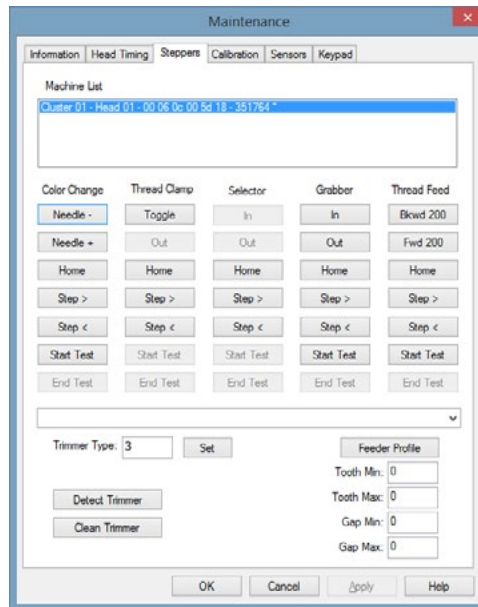 Maintenance
Information Head Timing Steppers Calibration Sensors Keypad
Machine List
Cluster 01 - Head 01 - 00 06 0c 00 5d 18 - 351764 *
Color Change Thread Clamp Selector Grabber Thread Feed
Needle - Toggle In In Bkwd 200
Needle + Out Out Out Fwd 200
Home Home Home Home Home
Step > Step > Step > Step > Step >
Step < Step < Step < Step < Step <
Start Test Start Test Start Test Start Test Start Test
End Test End Test End Test End Test End Test
Trimmer Type: 3 Set Feeder Profile
Tooth Min: 0
Detect Trimmer Tooth Max: 0
Clean Trimmer Gap Min: 0
Gap Max: 0
OK Cancel Apply Help